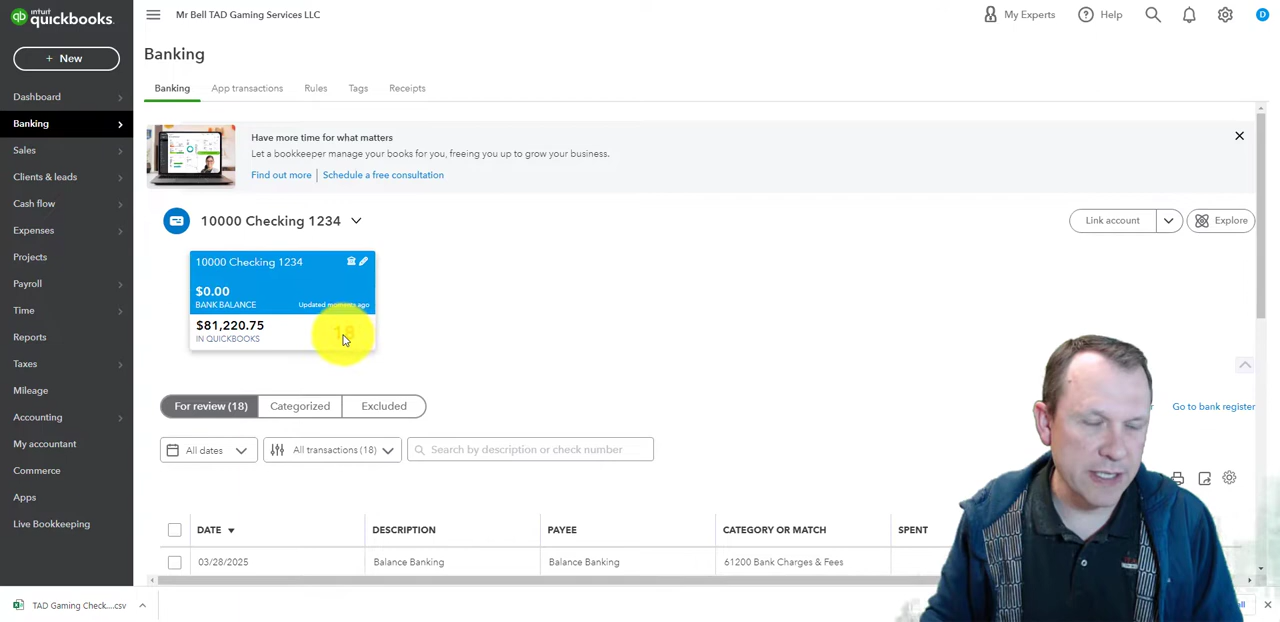 intuit
quickbooks.
Mr Bell TAD Gaming Services LLC
My Experts
Help
D
+ New
Banking
Dashboard
Banking
Sales
Clients & leads
Cash flow
Expenses
Projects
Payroll
Time
Reports
Taxes
Mileage
Accounting
My accountant
Commerce
Apps
Live Bookkeeping
Banking App transactions Rules Tags Receipts
Have more time for what matters
Let a bookkeeper manage your books for you, freeing you up to grow your business.
Find out more | Schedule a free consultation
10000 Checking 1234
Link account
Explore
10000 Checking 1234
$0.00
BANK BALANCE
Updated moments ago
$81,220.75
18
IN QUICKBOOKS
For review (18) Categorized Excluded
Go to bank register
All dates
All transactions (18)
Search by description or check number
DATE DESCRIPTION PAYEE CATEGORY OR MATCH SPENT
03/28/2025 Balance Banking Balance Banking 61200 Bank Charges & Fees
TAD Gaming Check....csv